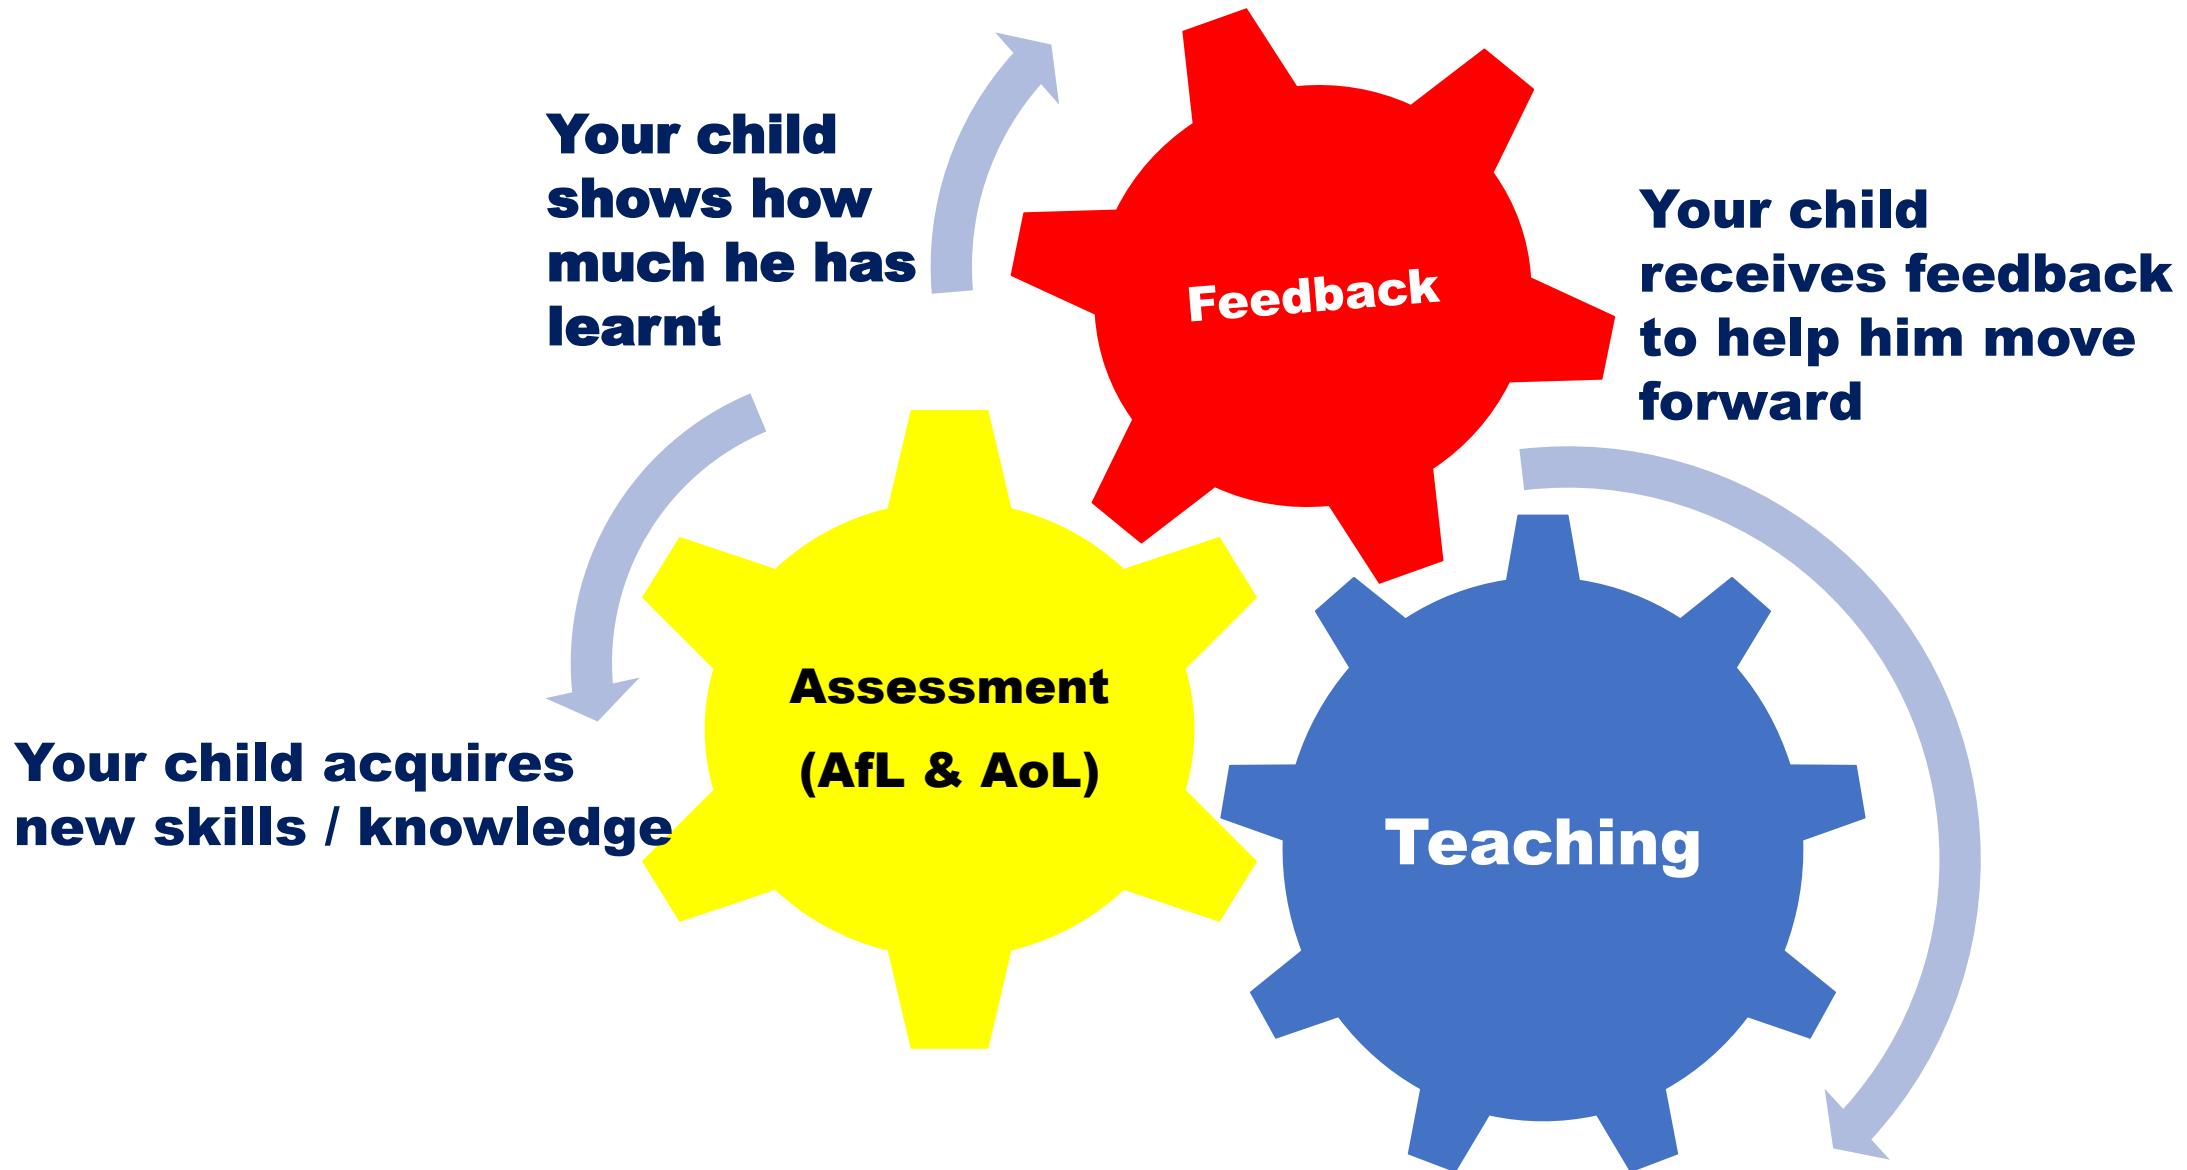 Your child
shows how
much he has
learnt
Feedback
Your child
receives feedback
to help him move
forward
Assessment
(AfL & AoL)
Your child acquires
new skills / knowledge
Teaching